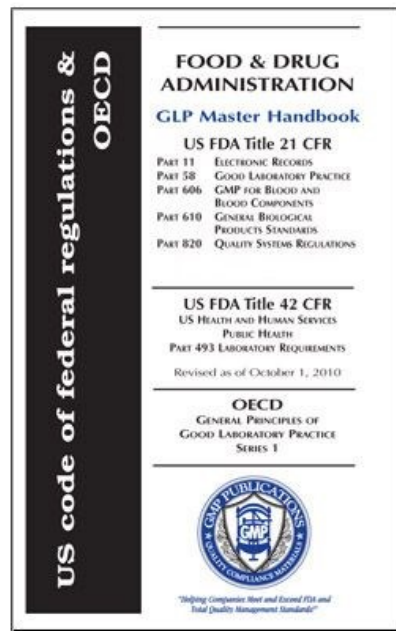 US code of federal regulations &
OECD
FOOD & DRUG
ADMINISTRATION
GLP Master Handbook
US FDA Title 21 CFR
PART 11 ELECTRONIC RECORDS
PART 58 GOOD LABORATORY PRACTICE
PART 606 GMP FOR BLOOD AND
BLOOD COMPONENTS
PART 610 GENERAL BIOLOGICAL
PRODUCTS STANDARDS
PART 820 QUALITY SYSTEMS REGULATIONS
US FDA Title 42 CFR
US HEALTH AND HUMAN SERVICES
PUBLIC HEALTH
PART 493 LABORATORY REQUIREMENTS
Revised as of October 1, 2010
OECD
GENERAL PRINCIPLES OF
GOOD LABORATORY PRACTICE
SERIES 1
GMP PUBLICATIONS
GMP
QUALITY COMPLIANCE MATERIALS
"Helping Companies Meet and Exceed FDA and
Total Quality Management Standards"